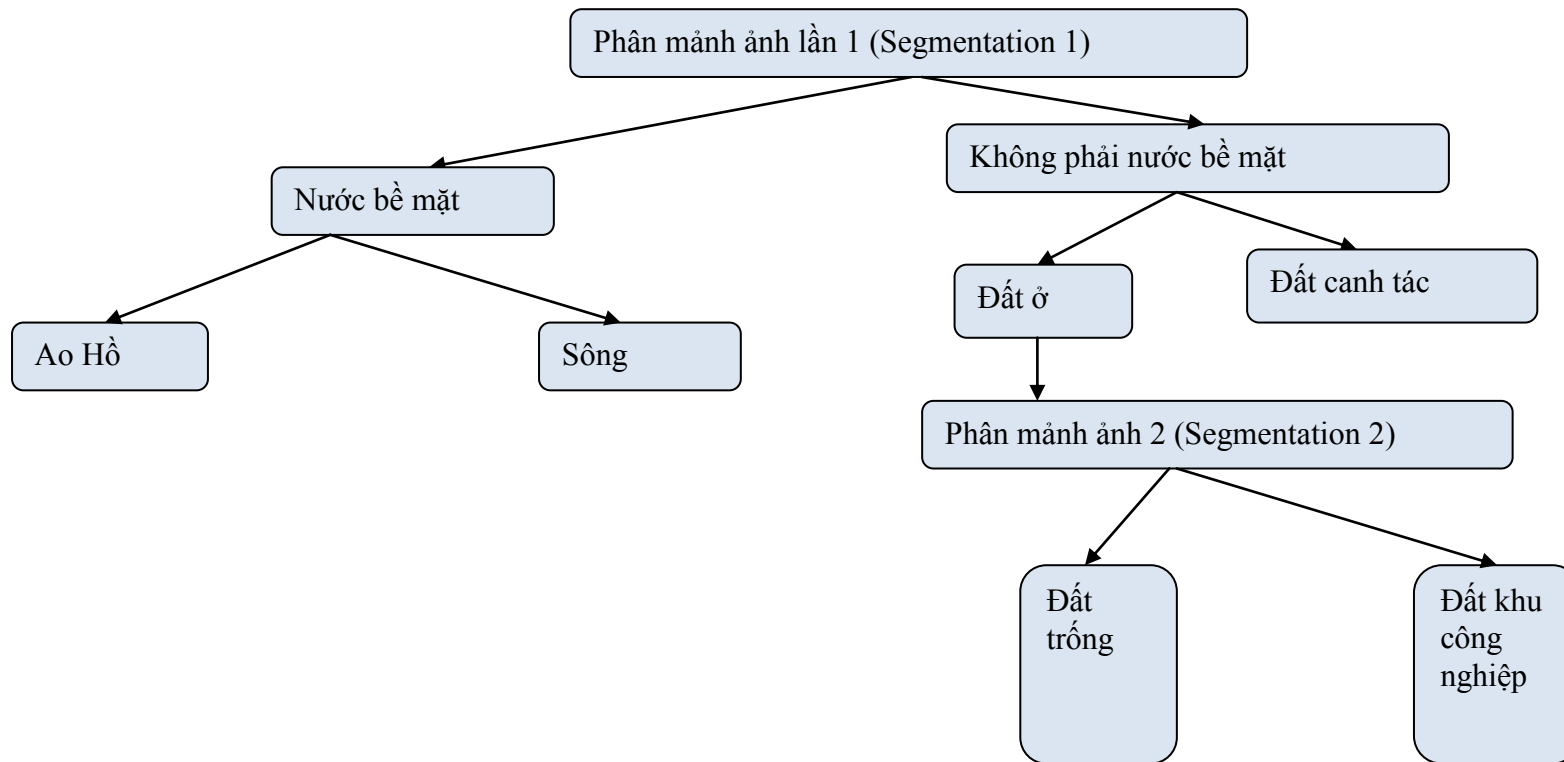 Phân mảnh ảnh lần 1 (Segmentation 1)
Không phải nước bề mặt
Nước bề mặt
Đất ở
Đất canh tác
Ao Hồ
Sông
Phân mảnh ảnh 2 (Segmentation 2)
Đất
trống
Đất khu
công
nghiệp